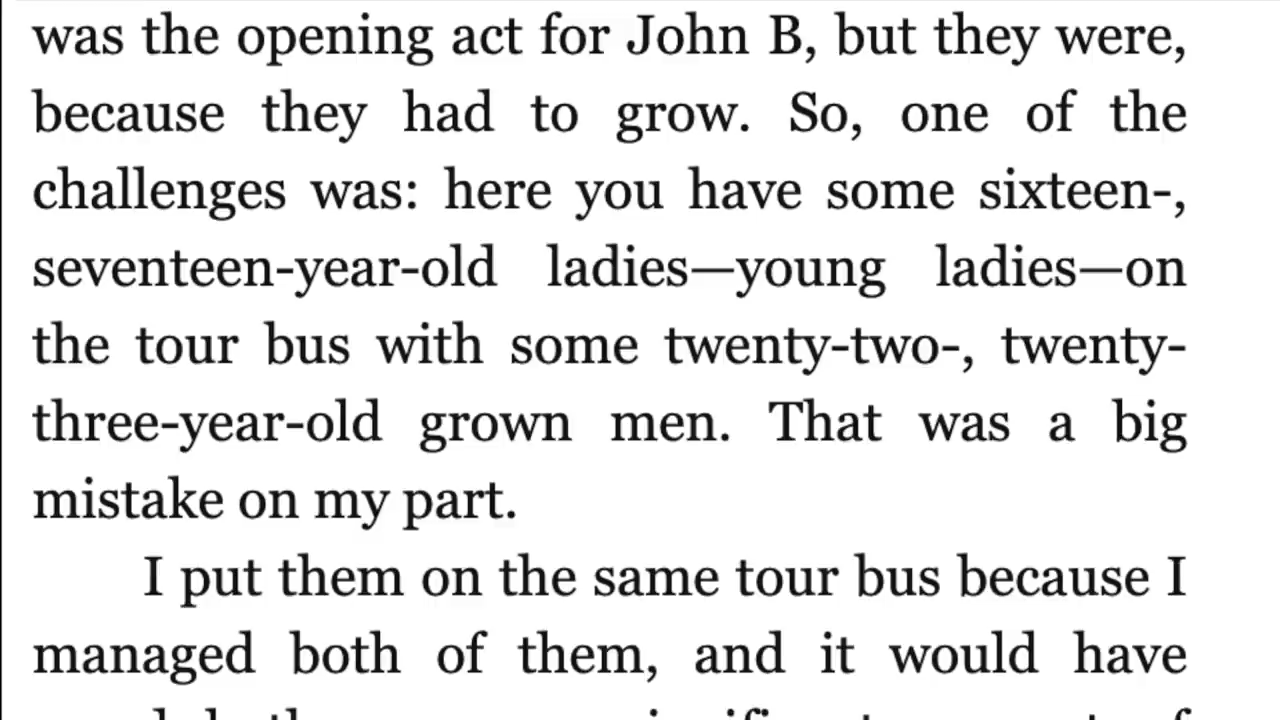 was the opening act for John B, but they were,
because they had to grow. So, one of the
challenges was: here you have some sixteen-,
seventeen-year-old ladies—young ladies—on
the tour bus with some twenty-two-, twenty-
three-year-old grown men. That was a big
mistake on my part.
I put them on the same tour bus because I
managed both of them, and it would have